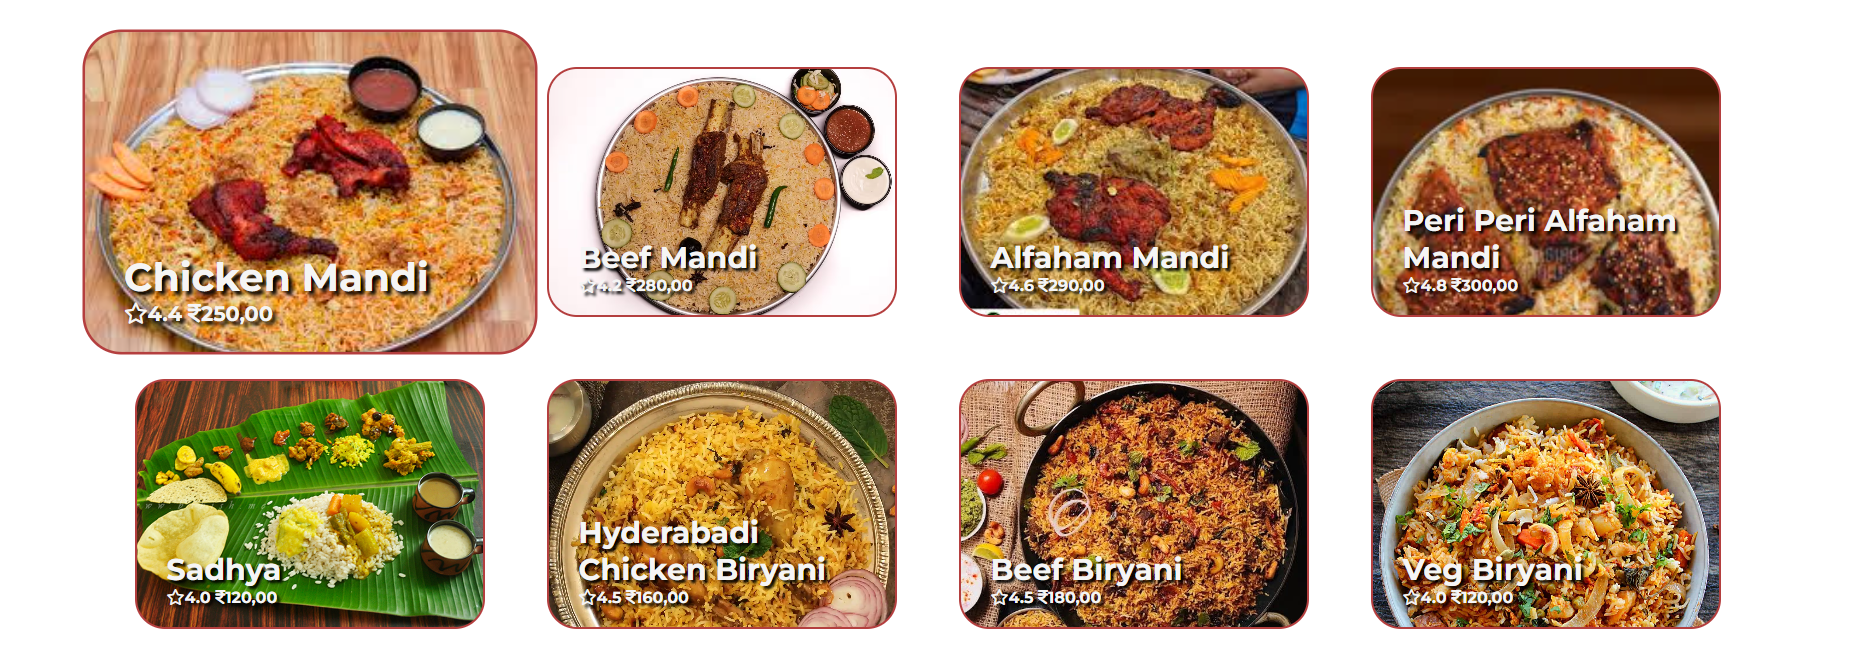 Chicken Mandi
☆4.4 ₹250,00
Beef Mandi
☆4.2 ₹280,00
Alfaham Mandi
☆4.6 ₹290,00
Peri Peri Alfaham
Mandi
☆4.8 ₹300,00
Sadhya
☆4.0 ₹120,00
Hyderabadi
Chicken Biryani
☆4.5 ₹160,00
Beef Biryani
☆4.5 ₹180,00
Veg Biryani
☆4.0 ₹120,00